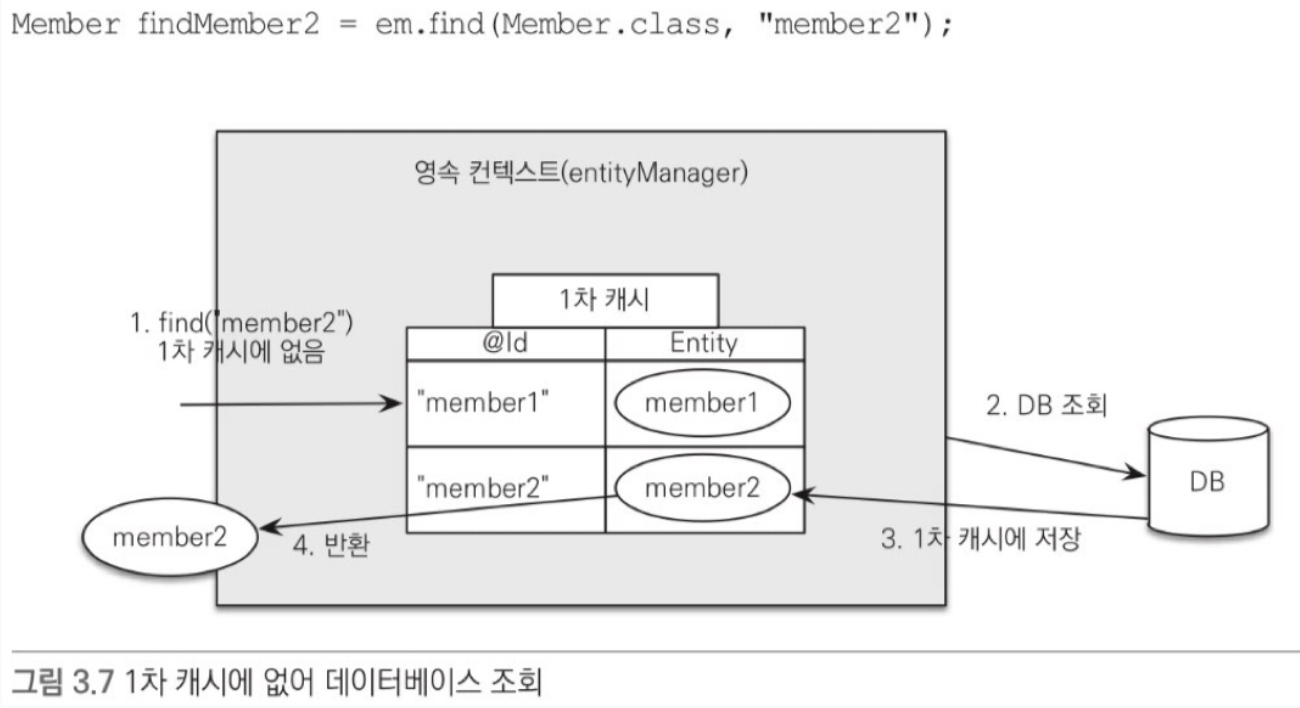 Member findMember2 = em.find(Member.class, "member2");
영속 컨텍스트(entityManager)
1차 캐시
1. find("member2")
1차 캐시에 없음
@Id
Entity
"member1"
member1
2. DB 조회
DB
"member2"
member2
member2
4. 반환
3. 1차 캐시에 저장
그림 3.7 1차 캐시에 없어 데이터베이스 조회